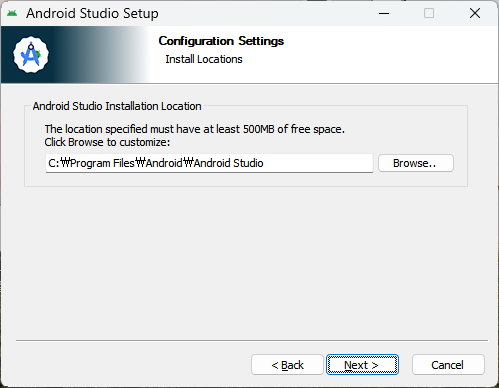 Android Studio Setup
Configuration Settings
Install Locations
Android Studio Installation Location
The location specified must have at least 500MB of free space.
Click Browse to customize:
C:₩Program Files₩Android₩Android Studio
Browse..
< Back
Next >
Cancel